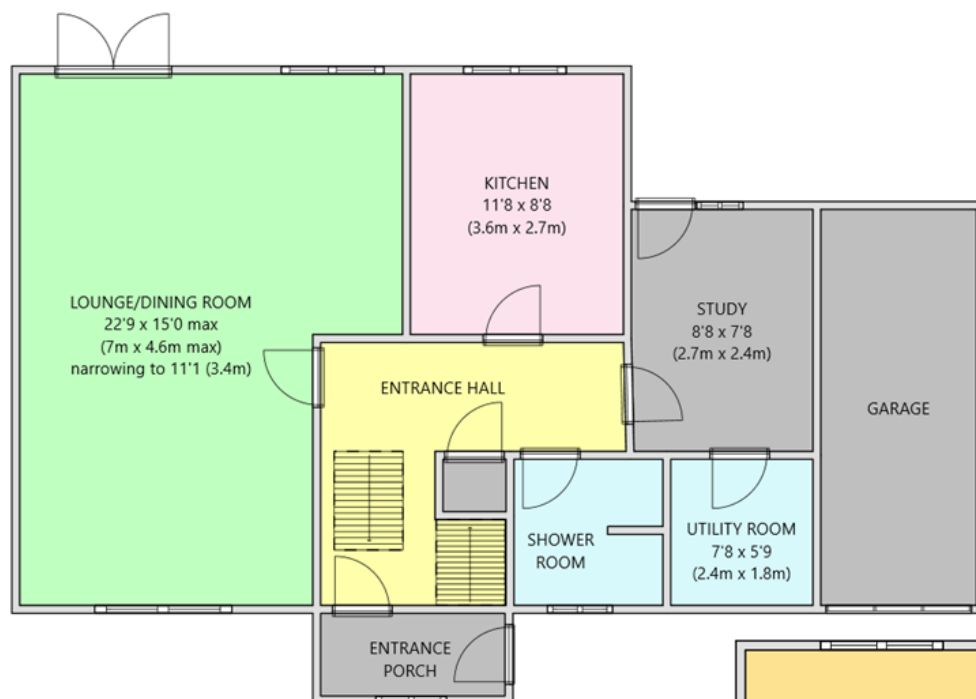 KITCHEN
11'8 x 8'8
(3.6m x 2.7m)
LOUNGE/DINING ROOM
22'9 x 15'0 max
(7m x 4.6m max)
narrowing to 11'1 (3.4m)
STUDY
8'8 x 7'8
(2.7m x 2.4m)
ENTRANCE HALL
GARAGE
SHOWER
ROOM
UTILITY ROOM
7'8 x 5'9
(2.4m x 1.8m)
ENTRANCE
PORCH